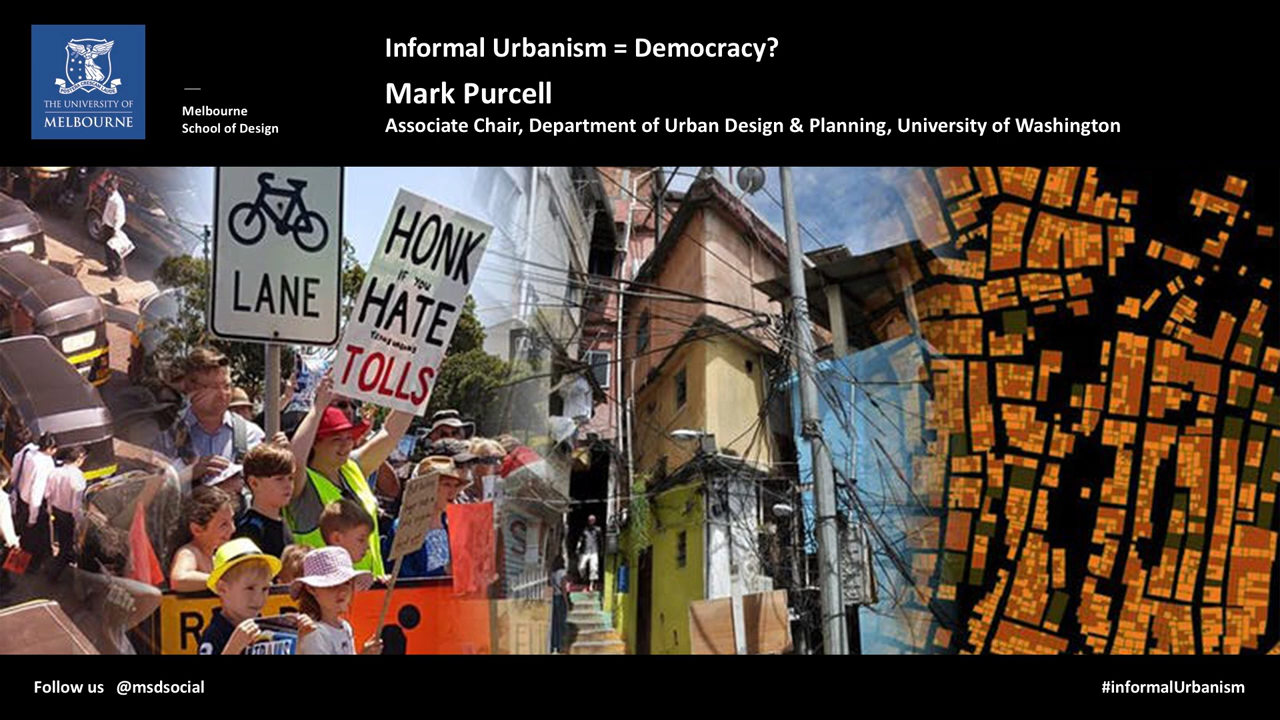 THE UNIVERSITY OF
MELBOURNE
Melbourne
School of Design
Informal Urbanism = Democracy?
Mark Purcell
Associate Chair, Department of Urban Design & Planning, University of Washington
LANE
HONK
IF YOU
HATE
TOLLS
Follow us @msdsocial
#informalUrbanism